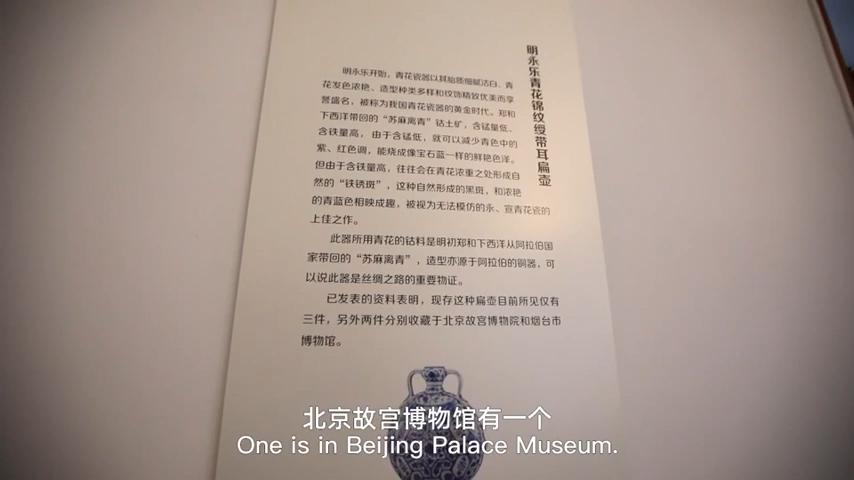 明永乐青花锦纹绶带耳扁壶
明永乐开始，青花瓷器以其胎质细腻洁白、青
花发色浓艳、造型种类多样和纹饰精致优美而享
誉盛名，被称为我国青花瓷器的黄金时代。郑和
下西洋带回的“苏麻离青”钴土矿，含锰量低、
含铁量高，由于含锰低，就可以减少青色中的
紫、红色调，能烧成像宝石蓝一样的鲜艳色泽。
但由于含铁量高，往往会在青花浓重之处形成自
然的“铁锈斑”，这种自然形成的黑斑，和浓艳
的青蓝色相映成趣，被视为无法模仿的永、宣青花瓷的
上佳之作。
此器所用青花的钴料是明初郑和下西洋从阿拉伯国
家带回的“苏麻离青”，造型亦源于阿拉伯的铜器，可
以说此器是丝绸之路的重要物证。
已发表的资料表明，现存这种扁壶目前所见仅有
三件，另外两件分别收藏于北京故宫博物院和烟台市
博物馆。
北京故宫博物馆有一个
One is in Beijing Palace Museum.